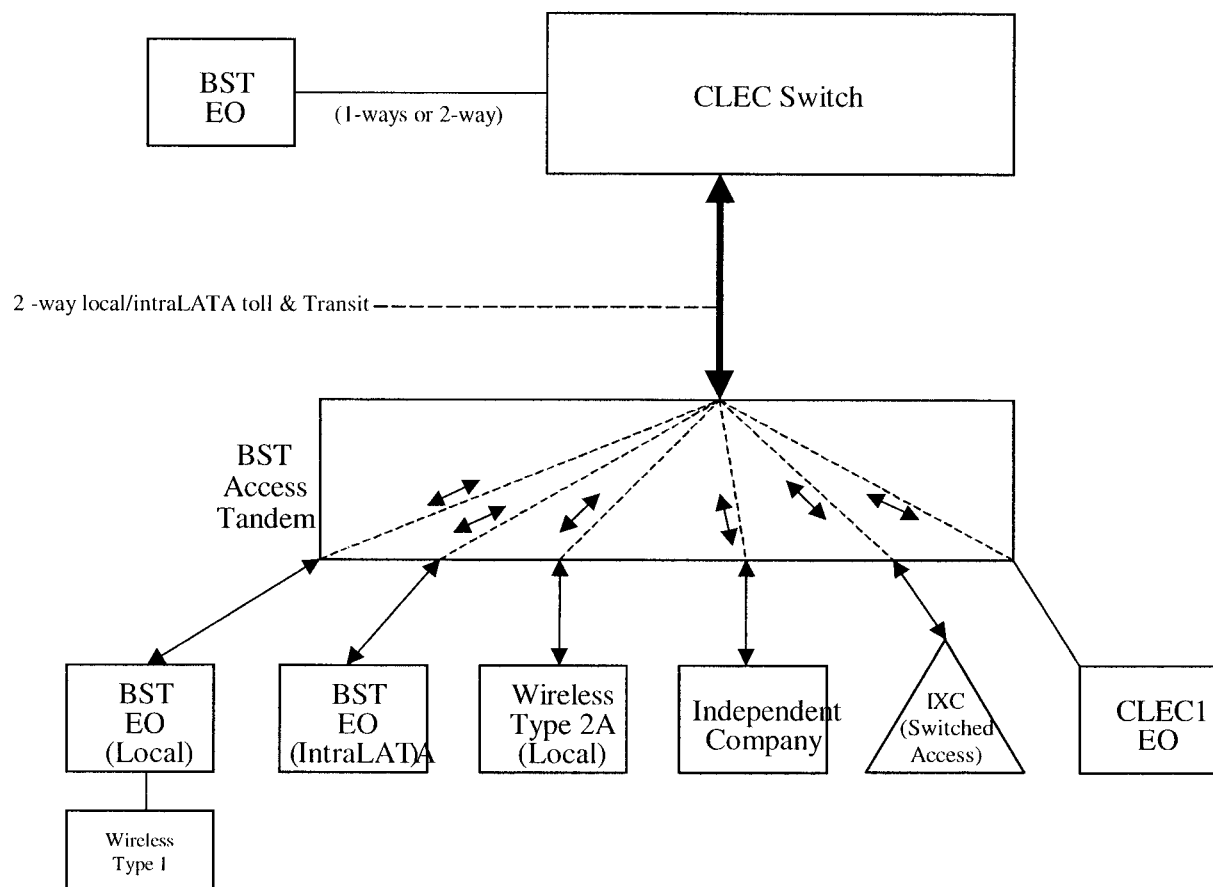 BST
EO
(1-ways or 2-way)
CLEC Switch
2 -way local/intraLATA toll & Transit
BST
Access
Tandem
BST
EO
(Local)
BST
EO
(IntraLAT)A
Wireless
Type 2A
(Local)
Independent
Company
IXC
(Switched
Access)
CLEC1
EO
Wireless
Type 1